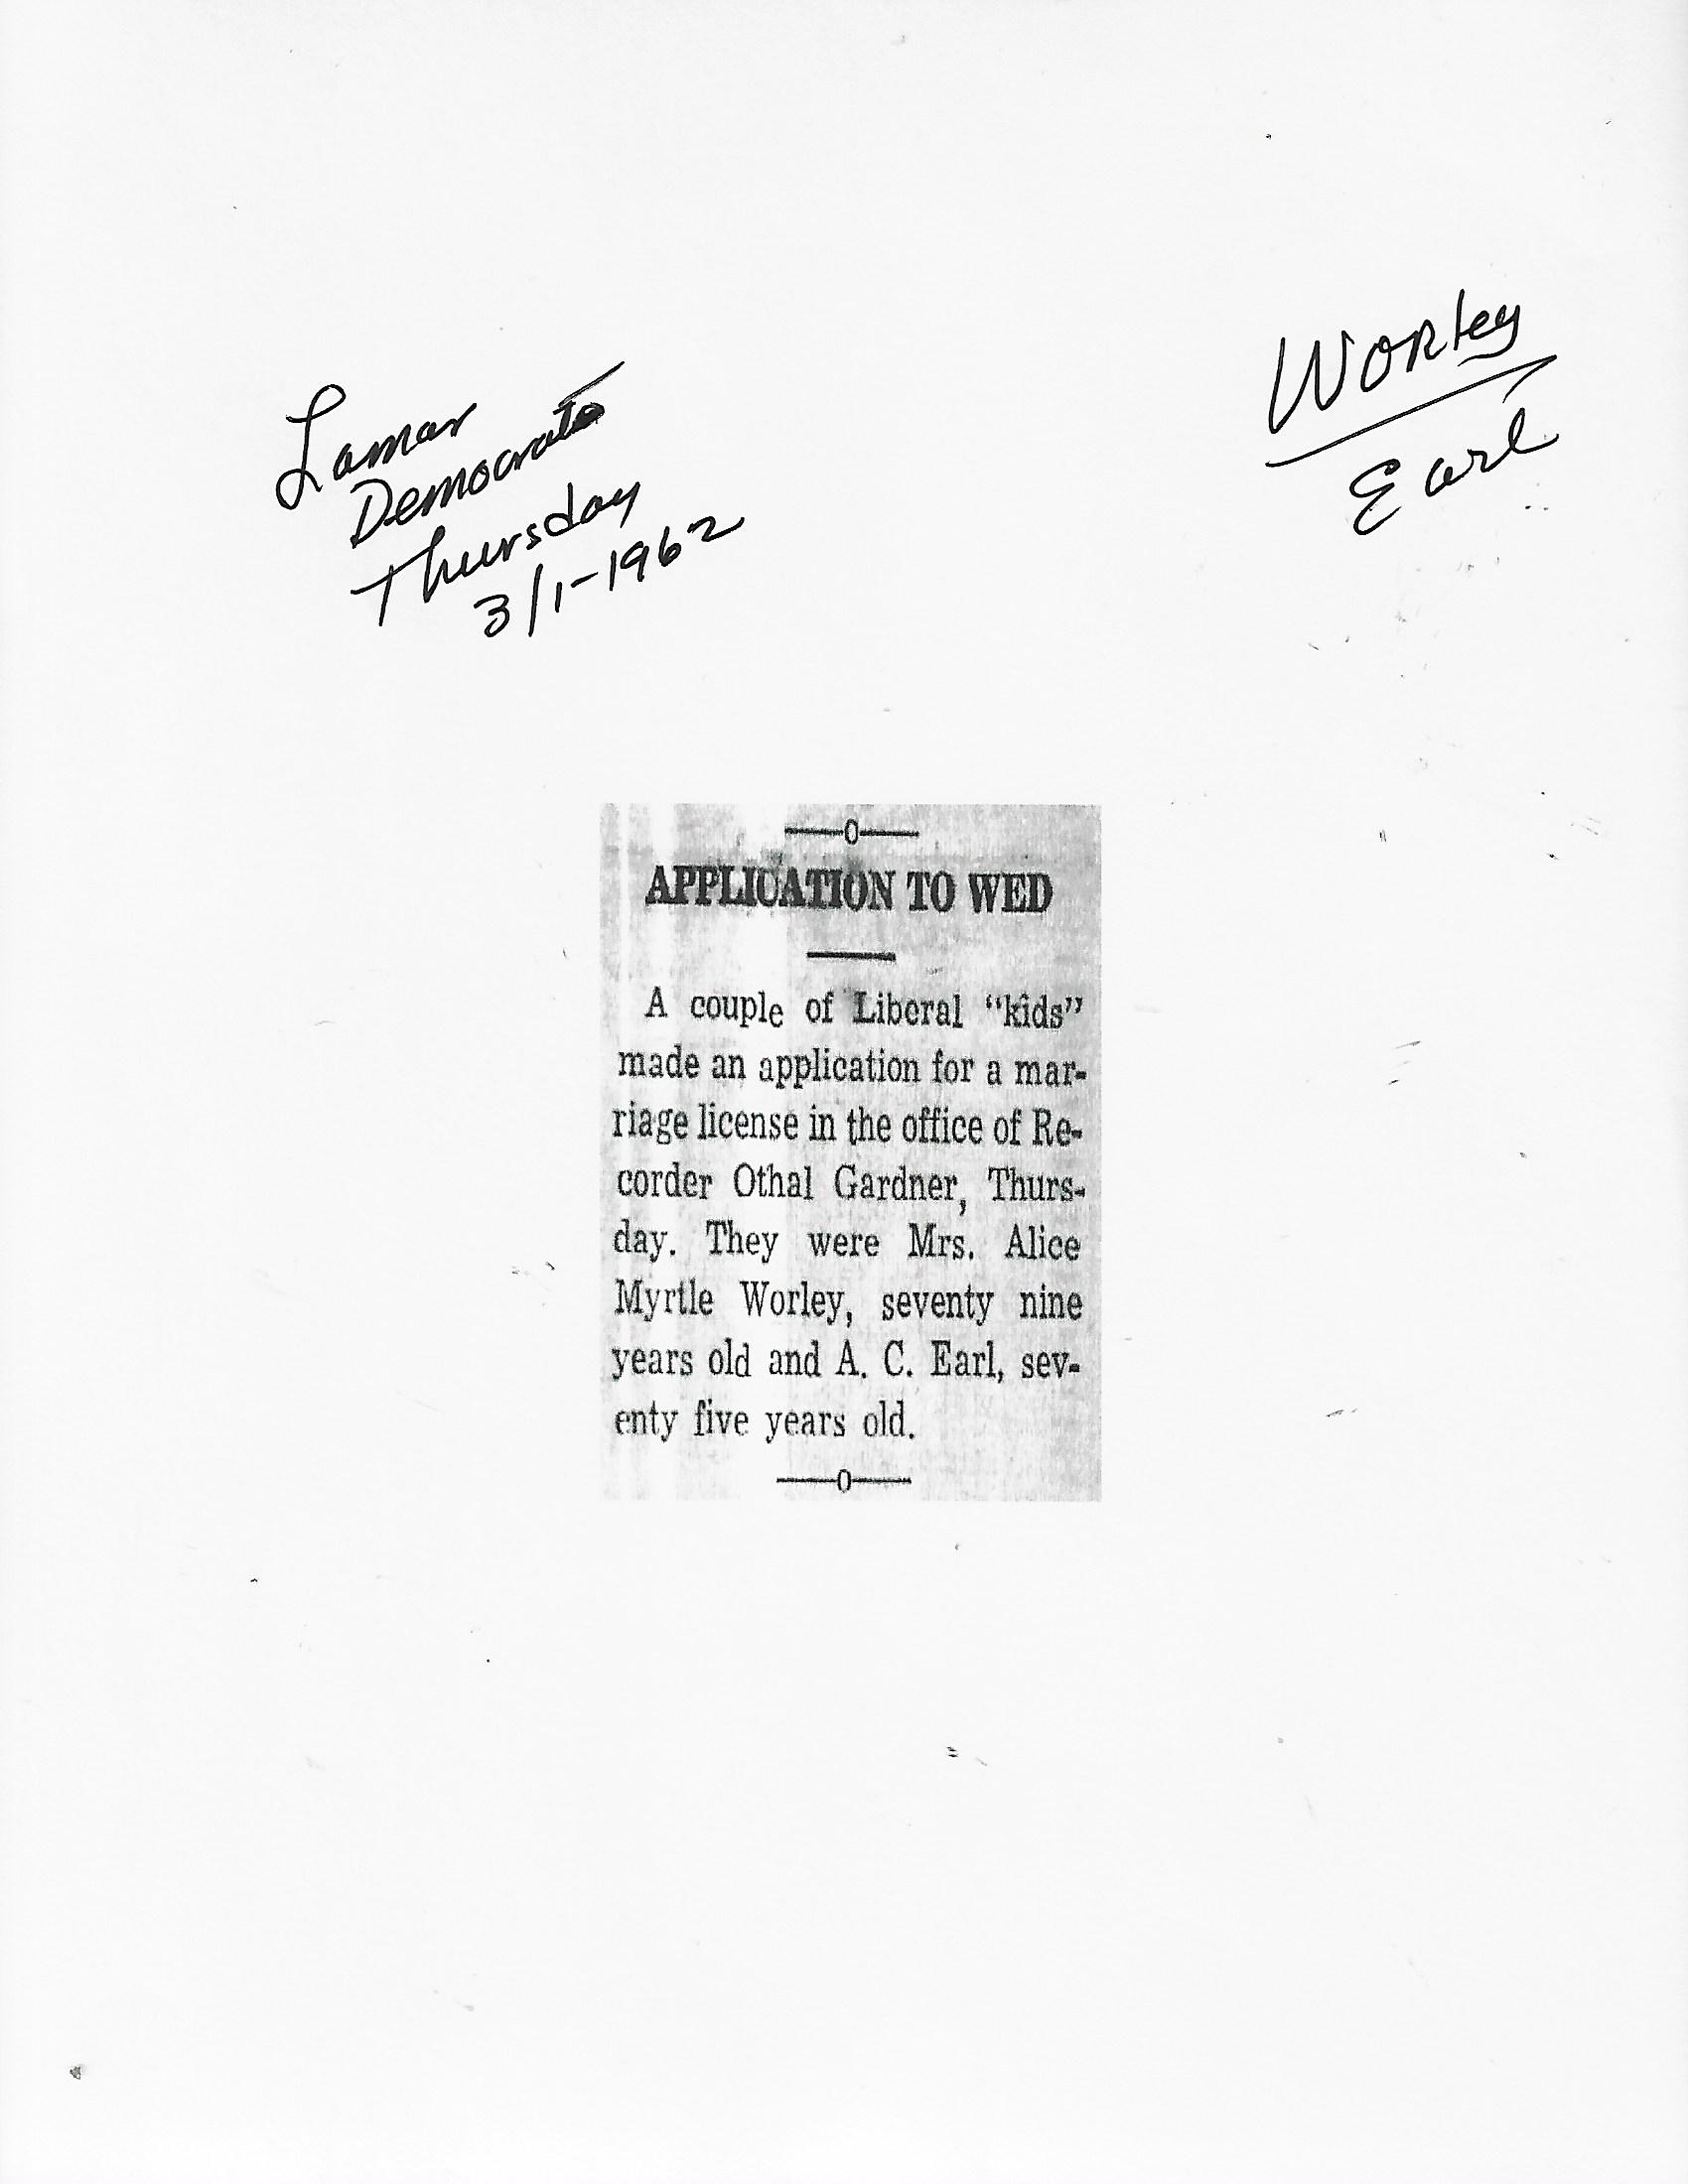 Lamar
Democrat
Thursday
3/1-1962
Worley
Earl
—o—
APPLICATION TO WED
A couple of Liberal "kids"
made an application for a mar-
riage license in the office of Re-
corder Othal Gardner, Thurs-
day. They were Mrs. Alice
Myrtle Worley, seventy nine
years old and A. C. Earl, sev-
enty five years old.
—o—